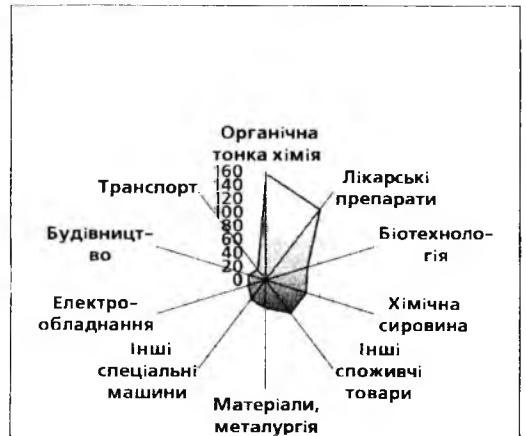 Органічна
тонка хімія
160
140
120
100
80
60
40
20
0
Лікарські
препарати
Біотехноло-
гія
Хімічна
сировина
Інші
споживчі
товари
Матеріали,
металургія
Інші
спеціальні
машини
Електро-
обладнання
Будівницт-
во
Транспорт